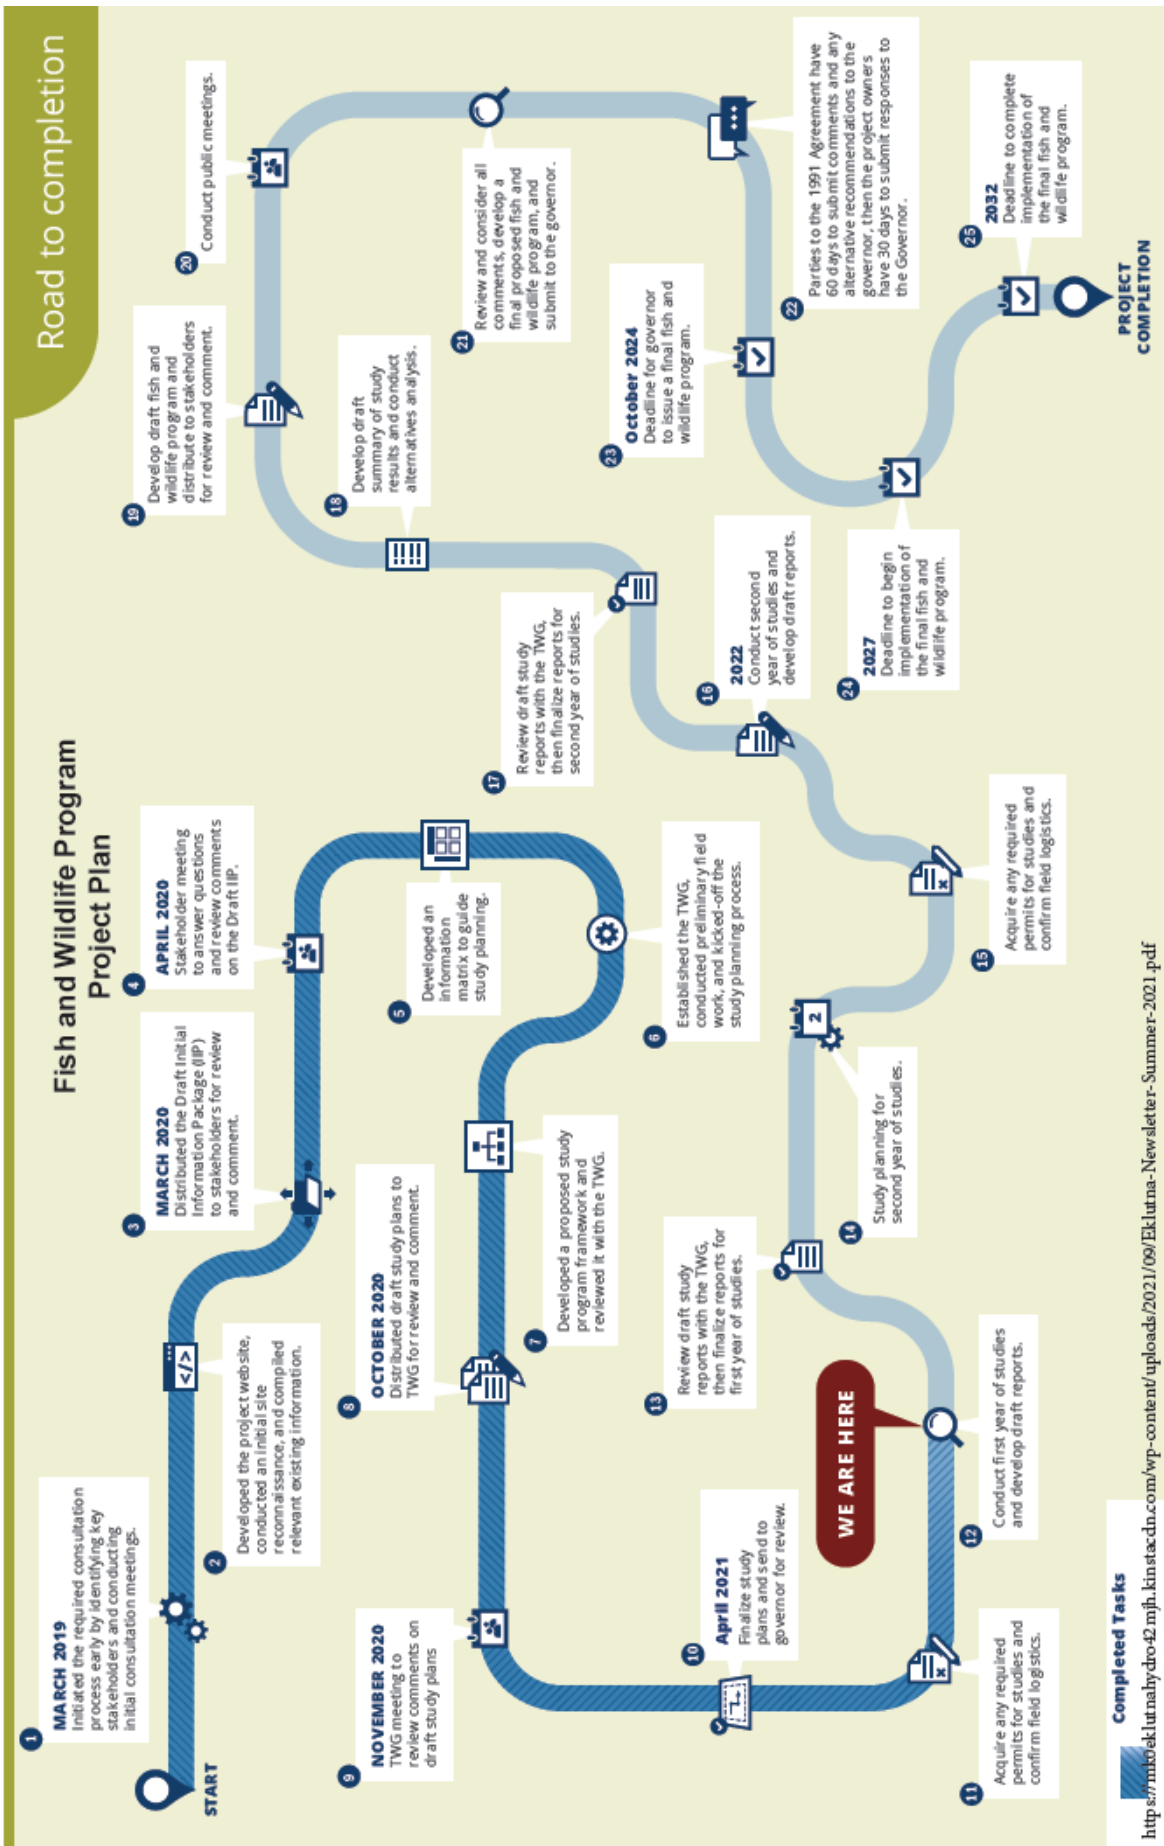 Road to completion
Fish and Wildlife Program
Project Plan
START
1
MARCH 2019
Initiated the required consultation
process early by identifying key
stakeholders and conducting
initial consultation meetings.
2
Developed the project website,
conducted an initial site
reconnaissance, and compiled
relevant existing information.
3
MARCH 2020
Distributed the Draft Initial
Information Package (IIP)
to stakeholders for review
and comment.
4
APRIL 2020
Stakeholder meeting
to answer questions
and review comments
on the Draft IIP.
5
Developed an
information
matrix to guide
study planning.
6
Established the TWG,
conducted preliminary field
work, and kicked-off the
study planning process.
7
Developed a proposed study
program framework and
reviewed it with the TWG.
8
OCTOBER 2020
Distributed draft study plans to
TWG for review and comment.
9
NOVEMBER 2020
TWG meeting to
review comments on
draft study plans
10
April 2021
Finalize study
plans and send to
governor for review.
11
Acquire any required
permits for studies and
confirm field logistics.
WE ARE HERE
12
Conduct first year of studies
and develop draft reports.
13
Review draft study
reports with the TWG,
then finalize reports for
first year of studies.
2
14
Study planning for
second year of studies.
15
Acquire any required
permits for studies and
confirm field logistics.
16
2022
Conduct second
year of studies and
develop draft reports.
17
Review draft study
reports with the TWG,
then finalize reports for
second year of studies.
18
Develop draft
summary of study
results and conduct
alternatives analysis.
19
Develop draft fish and
wildlife program and
distribute to stakeholders
for review and comment.
20
Conduct public meetings.
21
Review and consider all
comments, develop a
final proposed fish and
wildlife program, and
submit to the governor.
22
Parties to the 1991 Agreement have
60 days to submit comments and any
alternative recommendations to the
governor, then the project owners
have 30 days to submit responses to
the Governor.
23
October 2024
Deadline for governor
to issue a final fish and
wildlife program.
24
2027
Deadline to begin
implementation of
the final fish and
wildlife program.
25
2032
Deadline to complete
implementation of
the final fish and
wildlife program.
PROJECT
COMPLETION
Completed Tasks
https://mk0eklutnahydro42mjh.kinstacdn.com/wp-content/uploads/2021/09/Eklutna-Newsletter-Summer-2021.pdf